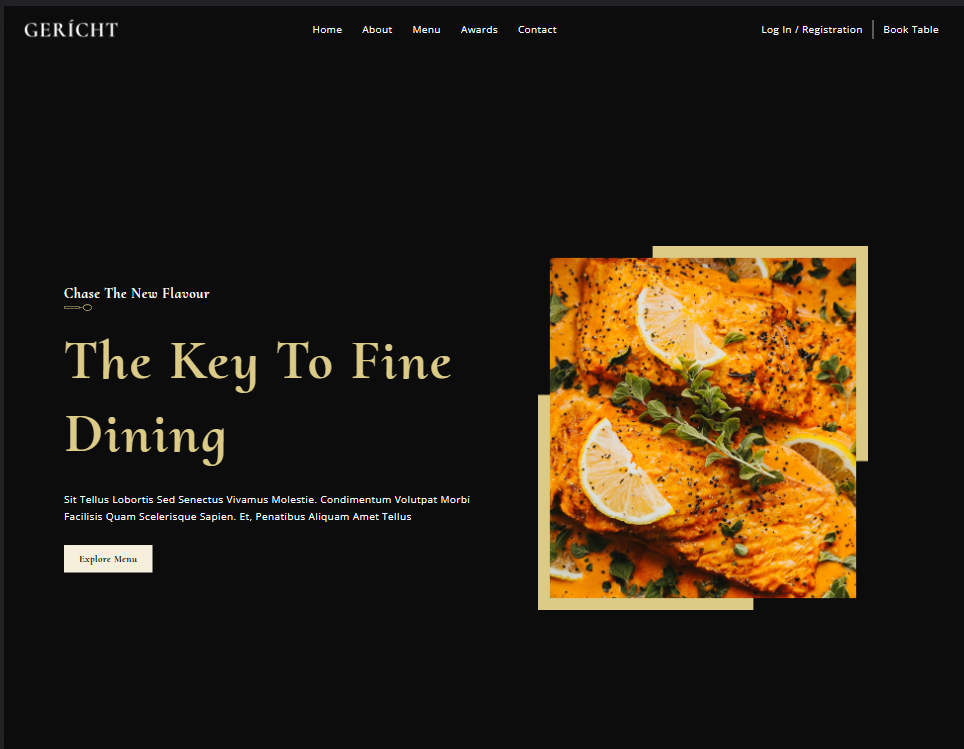 GERÍCHT
Home About Menu Awards Contact
Log In / Registration Book Table
Chase The New Flavour
The Key To Fine
Dining
Sit Tellus Lobortis Sed Senectus Vivamus Molestie. Condimentum Volutpat Morbi
Facilisis Quam Scelerisque Sapien. Et, Penatibus Aliquam Amet Tellus
Explore Menu